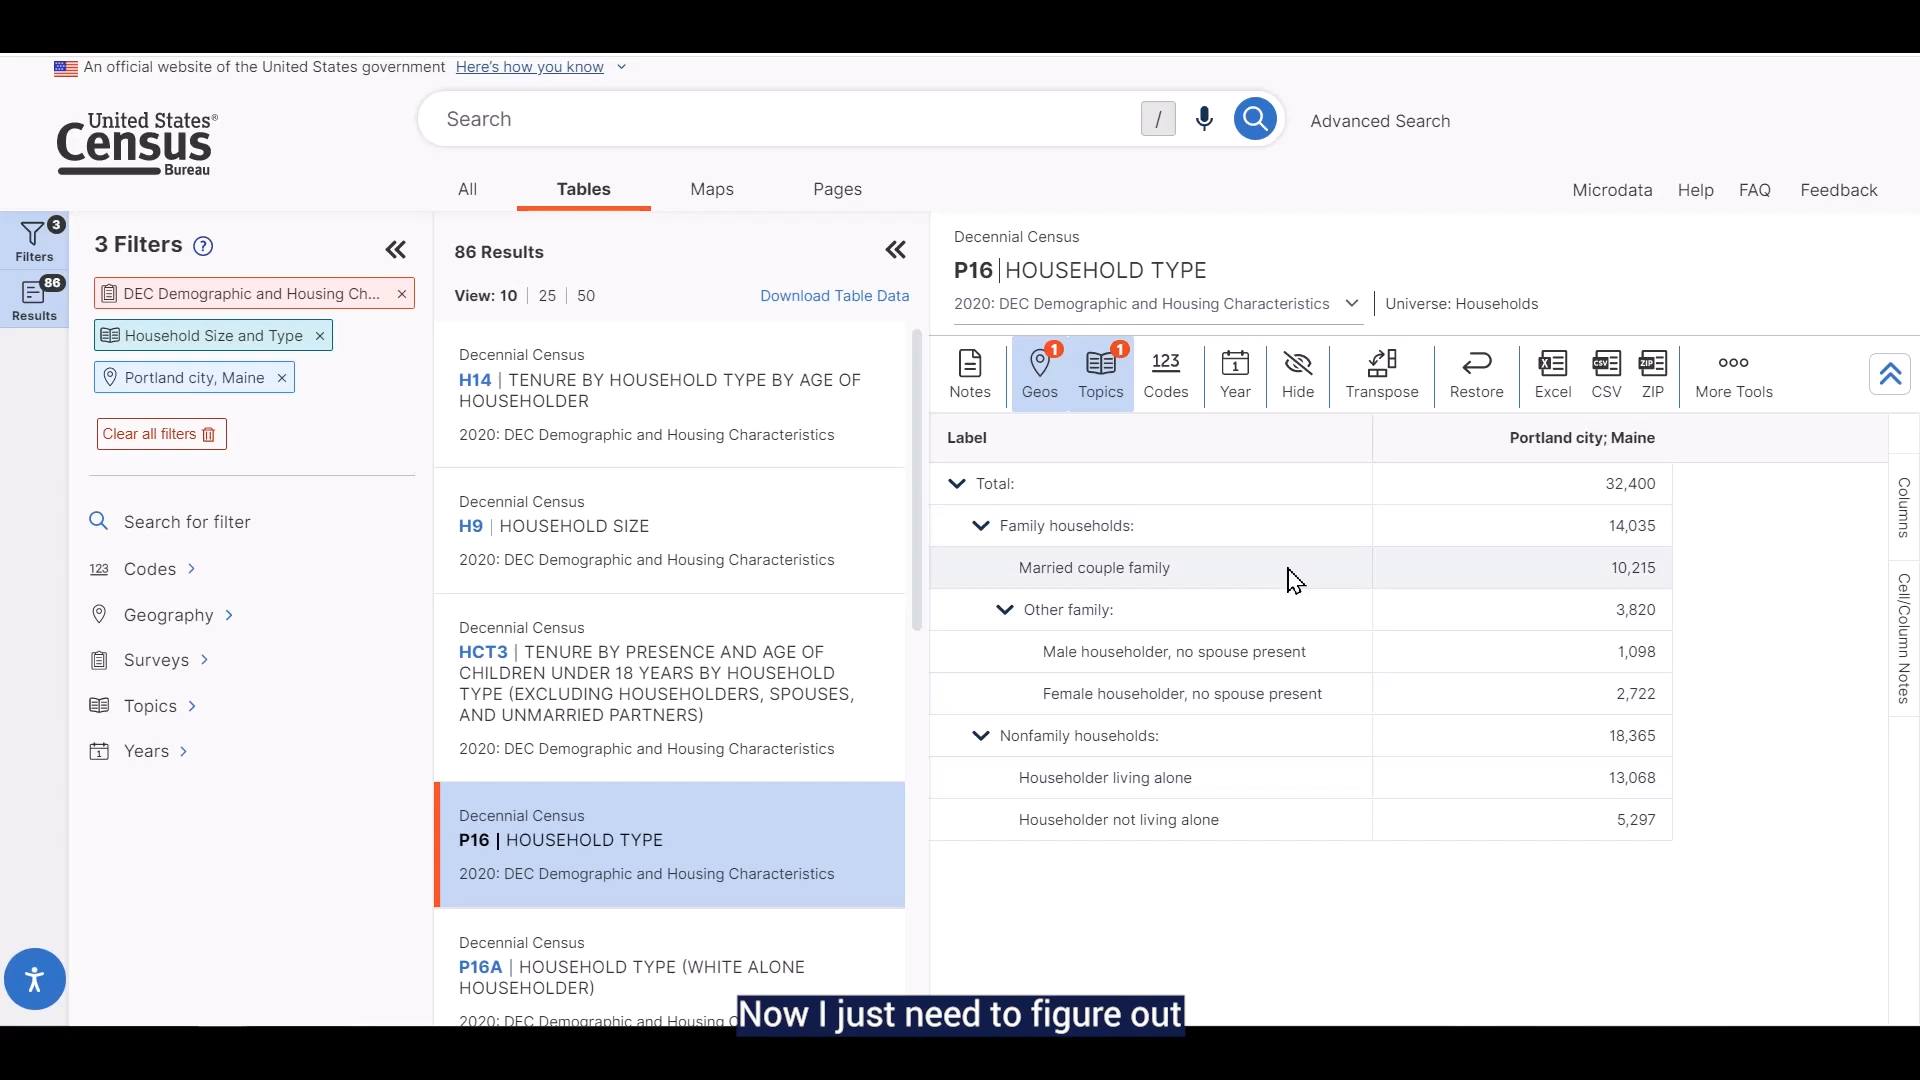 An official website of the United States government Here's how you know
United States®
Census
Bureau
Search
/
Advanced Search
All
Tables
Maps
Pages
Microdata
Help
FAQ
Feedback
3
Filters
86
Results
3 Filters ?
DEC Demographic and Housing Ch... ×
Household Size and Type ×
Portland city, Maine ×
Clear all filters
Search for filter
123 Codes
Geography
Surveys
Topics
1 Years
86 Results
View: 10 | 25 | 50
Download Table Data
Decennial Census
H14 | TENURE BY HOUSEHOLD TYPE BY AGE OF
HOUSEHOLDER
2020: DEC Demographic and Housing Characteristics
Decennial Census
H9 | HOUSEHOLD SIZE
2020: DEC Demographic and Housing Characteristics
Decennial Census
HCT3 | TENURE BY PRESENCE AND AGE OF
CHILDREN UNDER 18 YEARS BY HOUSEHOLD
TYPE (EXCLUDING HOUSEHOLDERS, SPOUSES,
AND UNMARRIED PARTNERS)
2020: DEC Demographic and Housing Characteristics
Decennial Census
P16 | HOUSEHOLD TYPE
2020: DEC Demographic and Housing Characteristics
Decennial Census
P16A | HOUSEHOLD TYPE (WHITE ALONE
HOUSEHOLDER)
2020: DEC Demographic and Housing
Decennial Census
P16 | HOUSEHOLD TYPE
2020: DEC Demographic and Housing Characteristics | Universe: Households
Notes
1
Geos
1
Topics
123
Codes
1
Year
Hide
Transpose
Restore
X
Excel
CSV
CSV
ZIP
ZIP
More Tools
Label Portland city; Maine
Total: 32,400
Family households: 14,035
Married couple family 10,215
Other family: 3,820
Male householder, no spouse present 1,098
Female householder, no spouse present 2,722
Nonfamily households: 18,365
Householder living alone 13,068
Householder not living alone 5,297
Columns
Cell/Column Notes
Now I just need to figure out